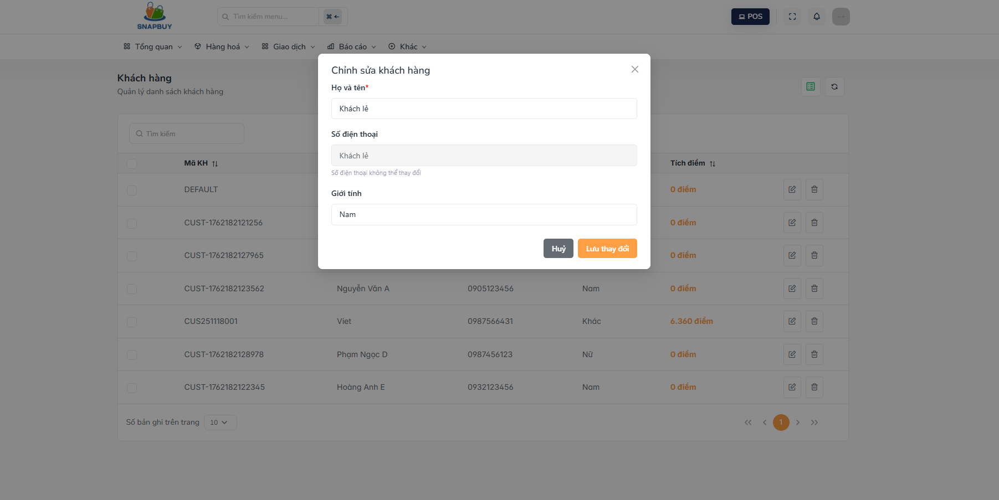 SNAPBUY
Tìm kiếm menu...
⌘ ←
POS
Tổng quan
Hàng hoá
Giao dịch
Báo cáo
Khác
Khách hàng
Quản lý danh sách khách hàng
Chỉnh sửa khách hàng
Họ và tên*
Khách lẻ
Số điện thoại
Khách lẻ
Số điện thoại không thể thay đổi
Giới tính
Nam
Huỷ
Lưu thay đổi
Tìm kiếm
Mã KH
Tích điểm
DEFAULT
0 điểm
CUST-1762182121256
0 điểm
CUST-1762182127965
0 điểm
CUST-1762182123562 Nguyễn Văn A 0905123456 Nam 0 điểm
CUS251118001 Viet 0987566431 Khác 6.360 điểm
CUST-1762182128978 Phạm Ngọc D 0987456123 Nữ 0 điểm
CUST-1762182122345 Hoàng Anh E 0932123456 Nam 0 điểm
Số bản ghi trên trang 10
1